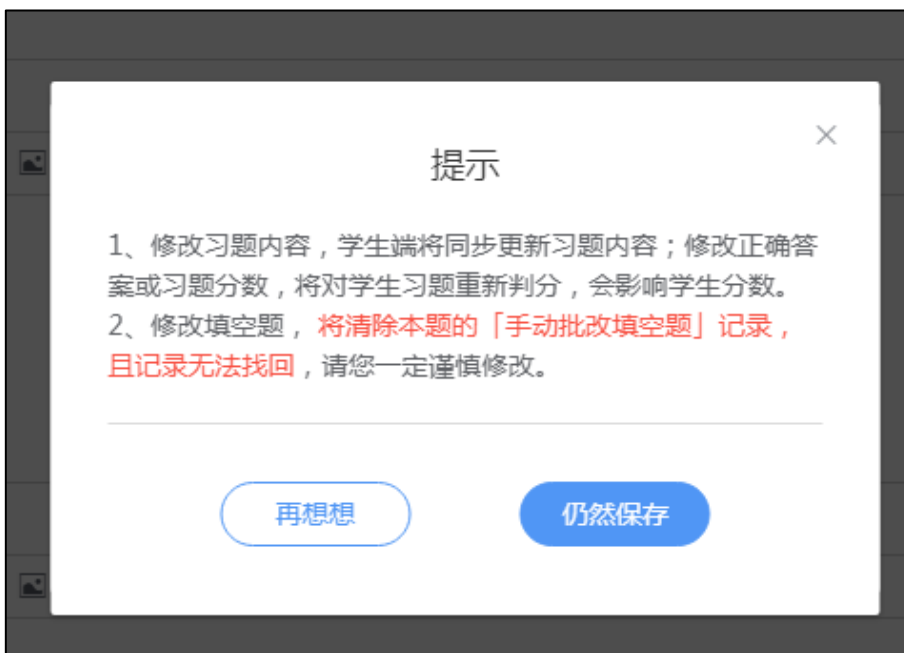 提示
1、修改习题内容，学生端将同步更新习题内容；修改正确答
案或习题分数，将对学生习题重新判分，会影响学生分数。
2、修改填空题，将清除本题的「手动批改填空题」记录，
且记录无法找回，请您一定谨慎修改。
再想想
仍然保存